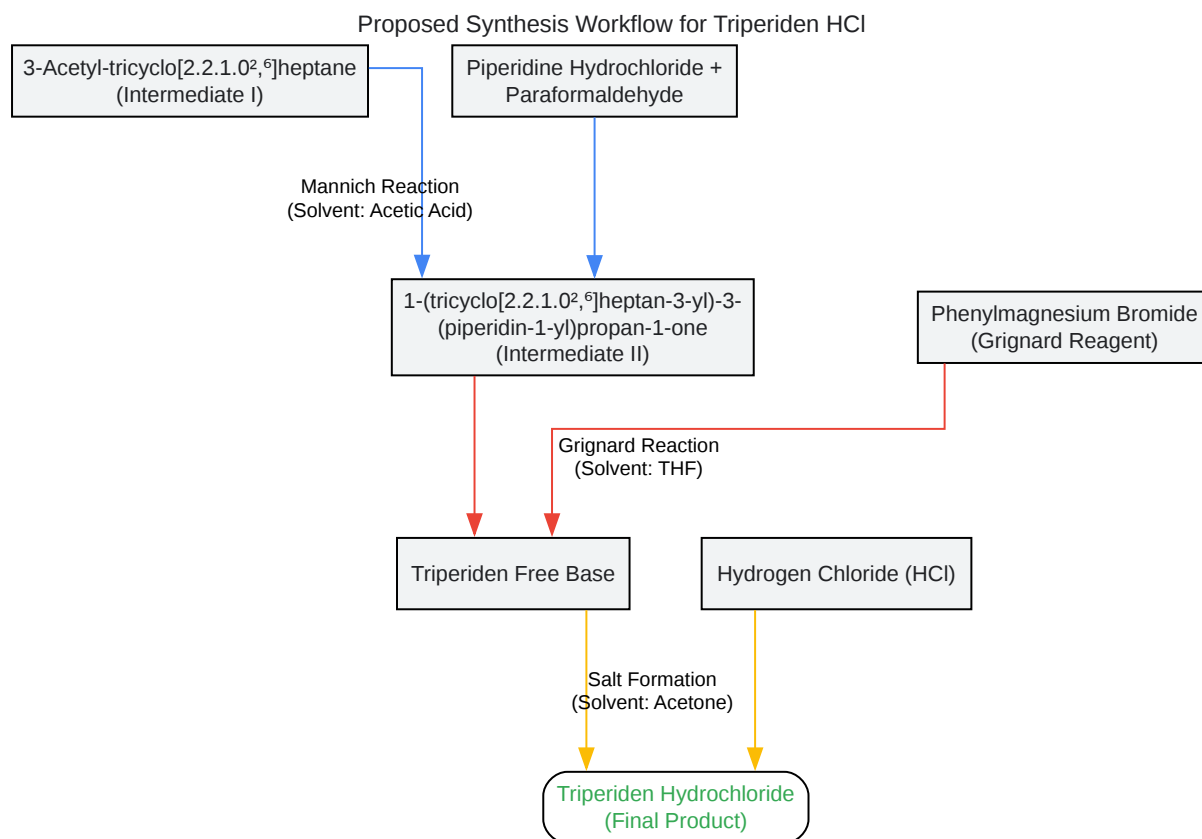 Proposed Synthesis Workflow for Triperiden HCl
3-Acetyl-tricyclo[2.2.1.0²,⁶]heptane
(Intermediate I)
Piperidine Hydrochloride +
Paraformaldehyde
Mannich Reaction
(Solvent: Acetic Acid)
1-(tricyclo[2.2.1.0²,⁶]heptan-3-yl)-3-
(piperidin-1-yl)propan-1-one
(Intermediate II)
Phenylmagnesium Bromide
(Grignard Reagent)
Grignard Reaction
(Solvent: THF)
Triperiden Free Base
Hydrogen Chloride (HCl)
Salt Formation
(Solvent: Acetone)
Triperiden Hydrochloride
(Final Product)